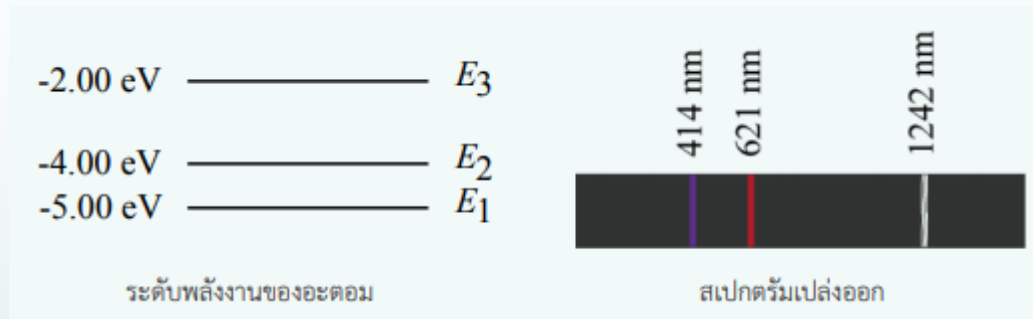 -2.00 eV E3
-4.00 eV E2
-5.00 eV E1
ระดับพลังงานของอะตอม
414 nm
621 nm
1242 nm
สเปกตรัมเปล่งออก